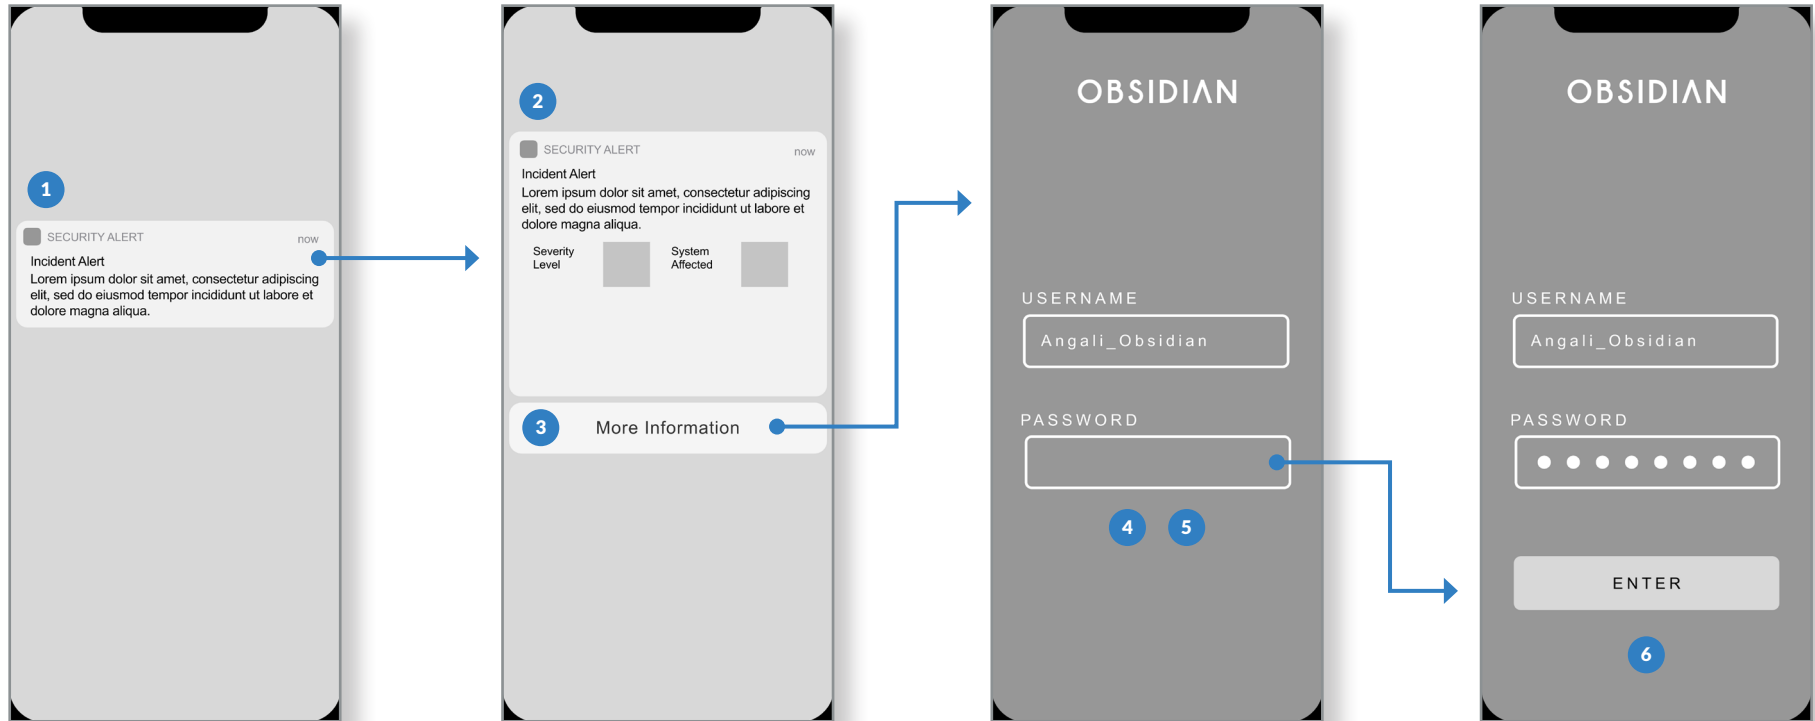 1
SECURITY ALERT
now
Incident Alert
Lorem ipsum dolor sit amet, consectetur adipiscing
elit, sed do eiusmod tempor incididunt ut labore et
dolore magna aliqua.
2
SECURITY ALERT
now
Incident Alert
Lorem ipsum dolor sit amet, consectetur adipiscing
elit, sed do eiusmod tempor incididunt ut labore et
dolore magna aliqua.
Severity
Level
System
Affected
3
More Information
OBSIDIAN
USERNAME
Angali_Obsidian
PASSWORD
4
5
OBSIDIAN
USERNAME
Angali_Obsidian
PASSWORD
ENTER
6